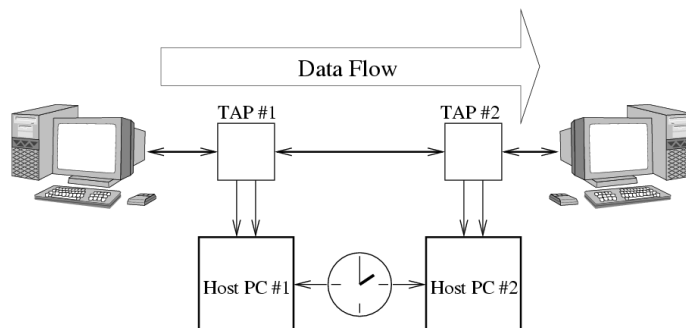 Data Flow
TAP #1
TAP #2
Host PC #1
Host PC #2